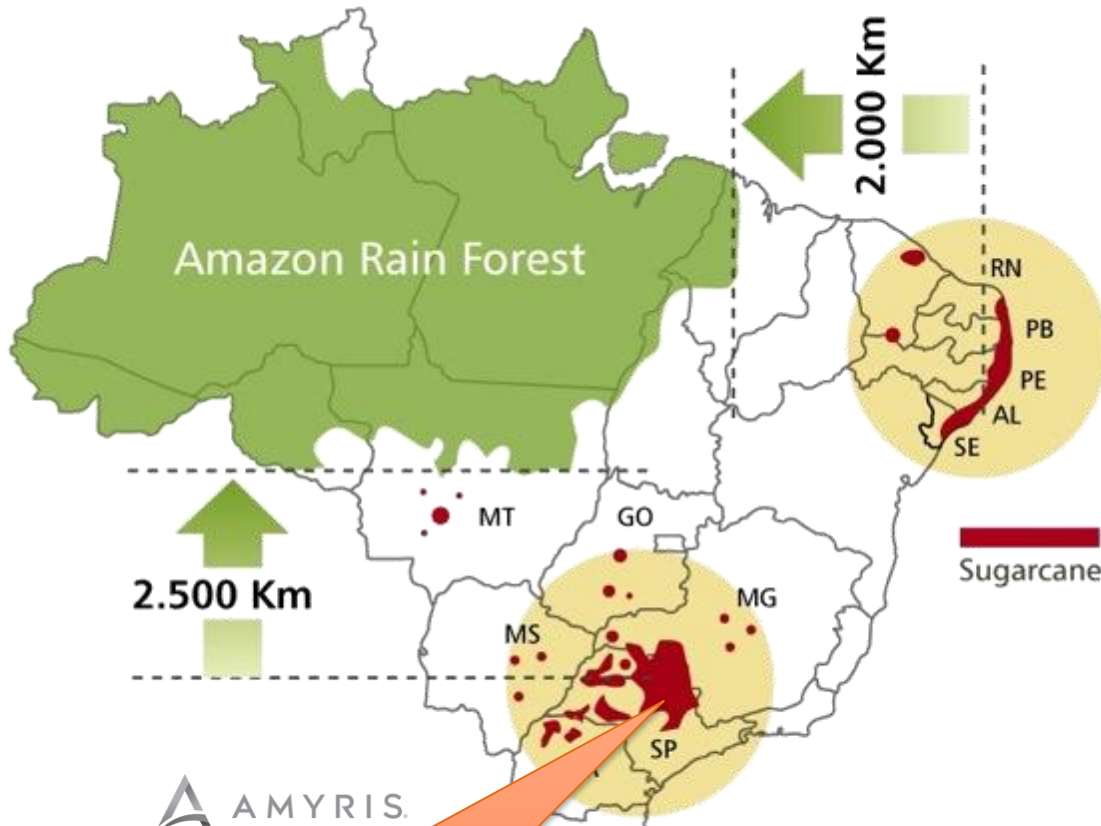 2.000 Km
Amazon Rain Forest
RN
PB
PE
AL
SE
MT
GO
Sugarcane
2.500 Km
MG
MS
SP
AMYRIS.